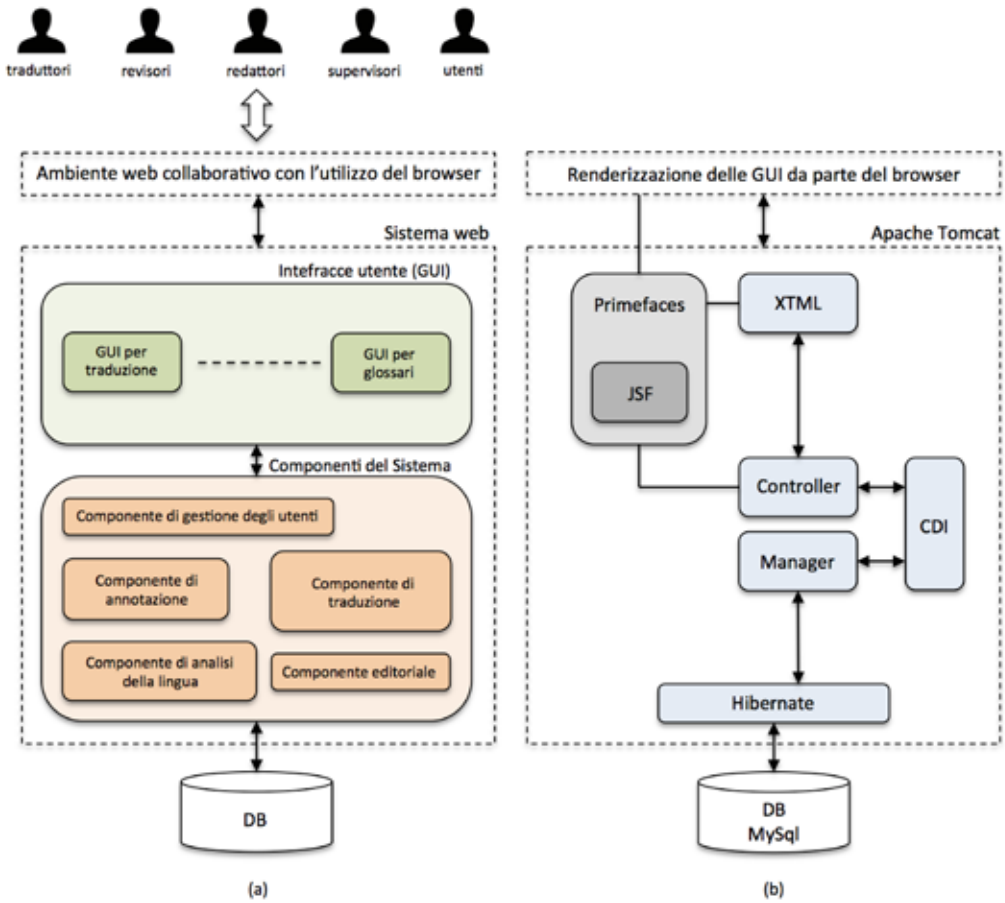 traduttori
revisori
redattori
supervisori
utenti
Ambiente web collaborativo con l'utilizzo del browser
Sistema web
Intefracce utente (GUI)
GUI per
traduzione
GUI per
glossari
Componenti del Sistema
Componente di gestione degli utenti
Componente di
annotazione
Componente di
traduzione
Componente di analisi
della lingua
Componente editoriale
DB
(a)
Renderizzazione delle GUI da parte del browser
Apache Tomcat
Primefaces
JSF
XTML
Controller
CDI
Manager
Hibernate
DB
MySql
(b)